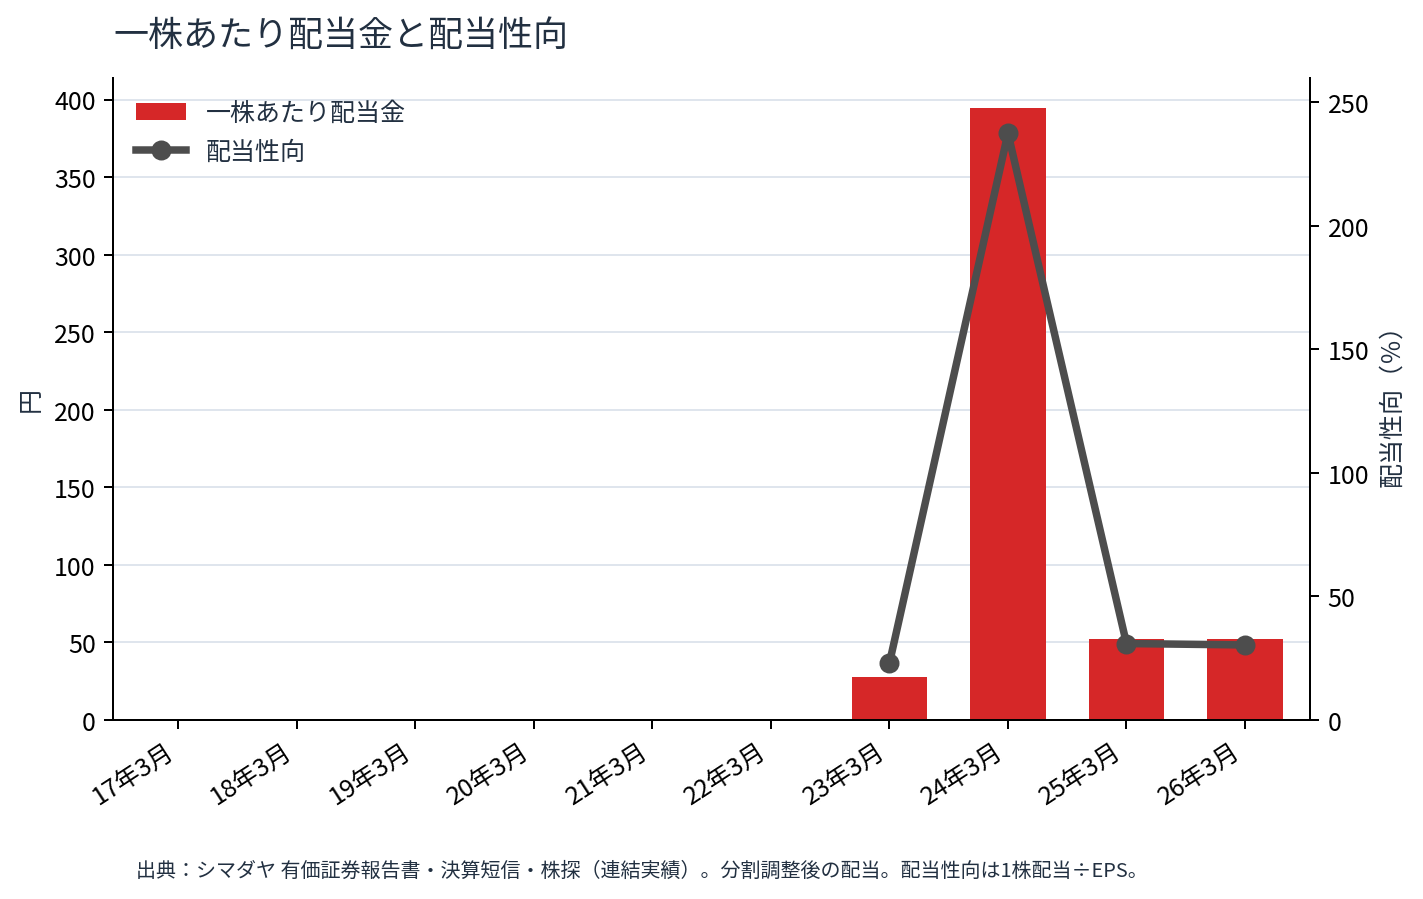 一株あたり配当金と配当性向
一株あたり配当金
配当性向
円
400
350
300
250
200
150
100
50
0
配当性向（%）
250
200
150
100
50
0
17年3月
18年3月
19年3月
20年3月
21年3月
22年3月
23年3月
24年3月
25年3月
26年3月
出典：シマダヤ 有価証券報告書・決算短信・株探（連結実績）。分割調整後の配当。配当性向は1株配当÷EPS。